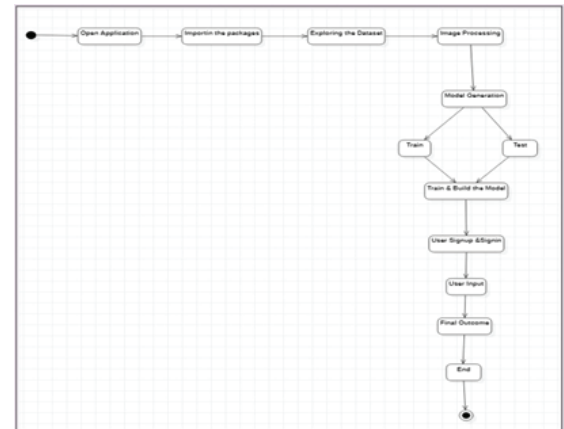 Open Application
Importin the packages
Exploring the Dataset
Image Processing
Model Generation
Train
Test
Train & Build the Model
User Signup &Signin
User Input
Final Outcome
End